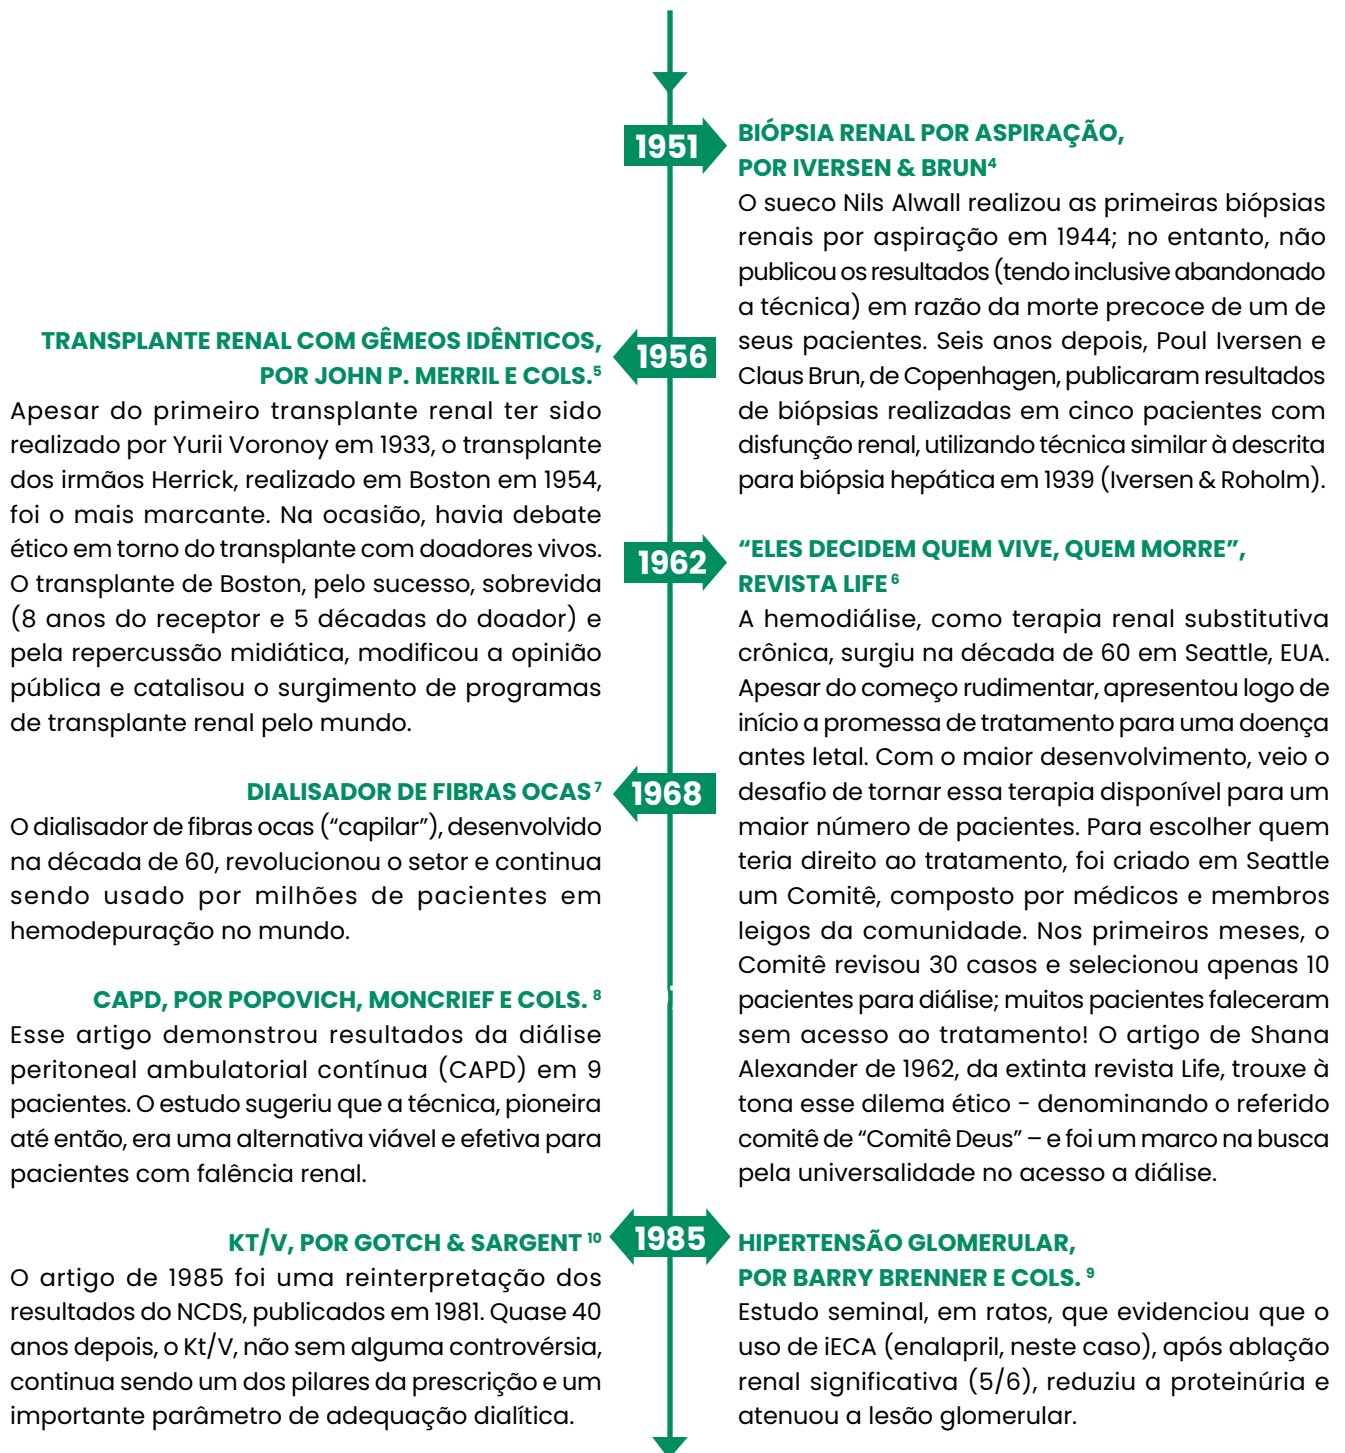 1951
BIÓPSIA RENAL POR ASPIRAÇÃO,
POR IVERSEN & BRUN⁴
O sueco Nils Alwall realizou as primeiras biópsias
renais por aspiração em 1944; no entanto, não
publicou os resultados (tendo inclusive abandonado
a técnica) em razão da morte precoce de um de
seus pacientes. Seis anos depois, Poul Iversen e
Claus Brun, de Copenhagen, publicaram resultados
de biópsias realizadas em cinco pacientes com
disfunção renal, utilizando técnica similar à descrita
para biópsia hepática em 1939 (Iversen & Roholm).
TRANSPLANTE RENAL COM GÊMEOS IDÊNTICOS,
POR JOHN P. MERRIL E COLS.⁵
1956
Apesar do primeiro transplante renal ter sido
realizado por Yurii Voronoy em 1933, o transplante
dos irmãos Herrick, realizado em Boston em 1954,
foi o mais marcante. Na ocasião, havia debate
ético em torno do transplante com doadores vivos.
O transplante de Boston, pelo sucesso, sobrevida
(8 anos do receptor e 5 décadas do doador) e
pela repercussão midiática, modificou a opinião
pública e catalisou o surgimento de programas
de transplante renal pelo mundo.
1962
“ELES DECIDEM QUEM VIVE, QUEM MORRE”,
REVISTA LIFE⁶
A hemodiálise, como terapia renal substitutiva
crônica, surgiu na década de 60 em Seattle, EUA.
Apesar do começo rudimentar, apresentou logo de
início a promessa de tratamento para uma doença
antes letal. Com o maior desenvolvimento, veio o
desafio de tornar essa terapia disponível para um
maior número de pacientes. Para escolher quem
teria direito ao tratamento, foi criado em Seattle
um Comitê, composto por médicos e membros
leigos da comunidade. Nos primeiros meses, o
Comitê revisou 30 casos e selecionou apenas 10
pacientes para diálise; muitos pacientes faleceram
sem acesso ao tratamento! O artigo de Shana
Alexander de 1962, da extinta revista Life, trouxe à
tona esse dilema ético - denominando o referido
comitê de “Comitê Deus” – e foi um marco na busca
pela universalidade no acesso a diálise.
DIALISADOR DE FIBRAS OCAS⁷
1968
O dialisador de fibras ocas (“capilar”), desenvolvido
na década de 60, revolucionou o setor e continua
sendo usado por milhões de pacientes em
hemodepuração no mundo.
CAPD, POR POPOVICH, MONCRIEF E COLS. ⁸
Esse artigo demonstrou resultados da diálise
peritoneal ambulatorial contínua (CAPD) em 9
pacientes. O estudo sugeriu que a técnica, pioneira
até então, era uma alternativa viável e efetiva para
pacientes com falência renal.
KT/V, POR GOTCH & SARGENT ¹⁰
1985
O artigo de 1985 foi uma reinterpretação dos
resultados do NCDS, publicados em 1981. Quase 40
anos depois, o Kt/V, não sem alguma controvérsia,
continua sendo um dos pilares da prescrição e um
importante parâmetro de adequação dialítica.
HIPERTENSÃO GLOMERULAR,
POR BARRY BRENNER E COLS. ⁹
Estudo seminal, em ratos, que evidenciou que o
uso de iECA (enalapril, neste caso), após ablação
renal significativa (5/6), reduziu a proteinúria e
atenuou a lesão glomerular.